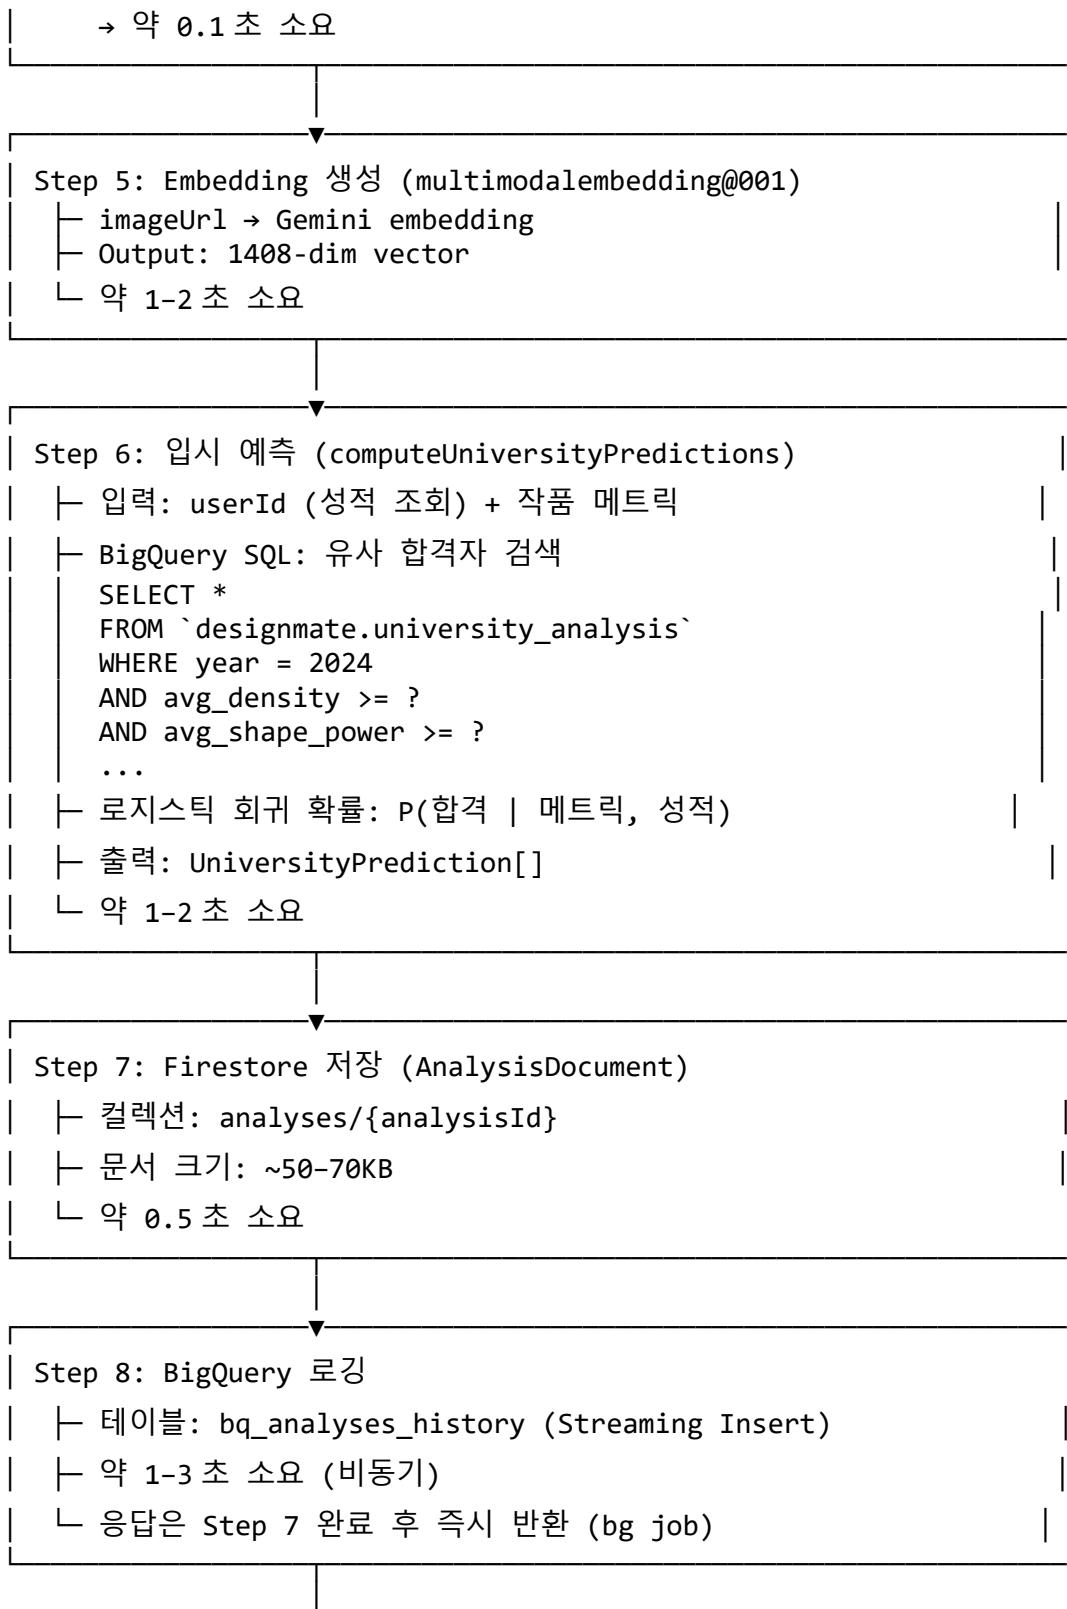 → 약 0.1 초 소요
Step 5: Embedding 생성 (multimodalembedding@001)
├─ imageUrl → Gemini embedding
├─ Output: 1408-dim vector
└─ 약 1–2 초 소요
Step 6: 입시 예측 (computeUniversityPredictions)
├─ 입력: userId (성적 조회) + 작품 메트릭
├─ BigQuery SQL: 유사 합격자 검색
│ SELECT *
│ FROM `designmate.university_analysis`
│ WHERE year = 2024
│ AND avg_density >= ?
│ AND avg_shape_power >= ?
│ ...
├─ 로지스틱 회귀 확률: P(합격 | 메트릭, 성적)
├─ 출력: UniversityPrediction[]
└─ 약 1–2 초 소요
Step 7: Firestore 저장 (AnalysisDocument)
├─ 컬렉션: analyses/{analysisId}
├─ 문서 크기: ~50–70KB
└─ 약 0.5 초 소요
Step 8: BigQuery 로깅
├─ 테이블: bq_analyses_history (Streaming Insert)
├─ 약 1–3 초 소요 (비동기)
└─ 응답은 Step 7 완료 후 즉시 반환 (bg job)